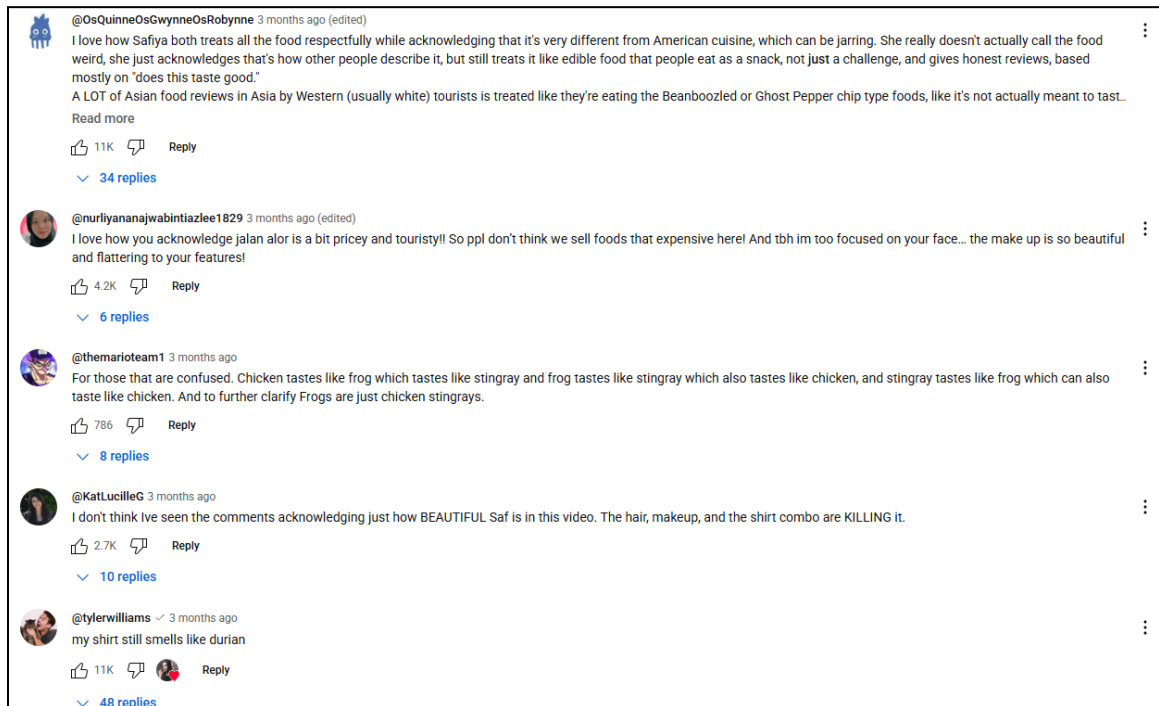 @OsQuinneOsGwynneOsRobynne 3 months ago (edited)
I love how Safiya both treats all the food respectfully while acknowledging that it's very different from American cuisine, which can be jarring. She really doesn't actually call the food
weird, she just acknowledges that's how other people describe it, but still treats it like edible food that people eat as a snack, not just a challenge, and gives honest reviews, based
mostly on "does this taste good."
A LOT of Asian food reviews in Asia by Western (usually white) tourists is treated like they're eating the Beanboozled or Ghost Pepper chip type foods, like it's not actually meant to tast...
Read more
11K Reply
34 replies
@nurliyananajwabintiazlee1829 3 months ago (edited)
I love how you acknowledge jalan alor is a bit pricey and touristy!! So ppl don't think we sell foods that expensive here! And tbh im too focused on your face... the make up is so beautiful
and flattering to your features!
4.2K Reply
6 replies
@themarioteam1 3 months ago
For those that are confused. Chicken tastes like frog which tastes like stingray and frog tastes like stingray which also tastes like chicken, and stingray tastes like frog which can also
taste like chicken. And to further clarify Frogs are just chicken stingrays.
786 Reply
8 replies
@KatLucilleG 3 months ago
I don't think Ive seen the comments acknowledging just how BEAUTIFUL Saf is in this video. The hair, makeup, and the shirt combo are KILLING it.
2.7K Reply
10 replies
@tylerwilliams 3 months ago
my shirt still smells like durian
11K Reply
48 replies